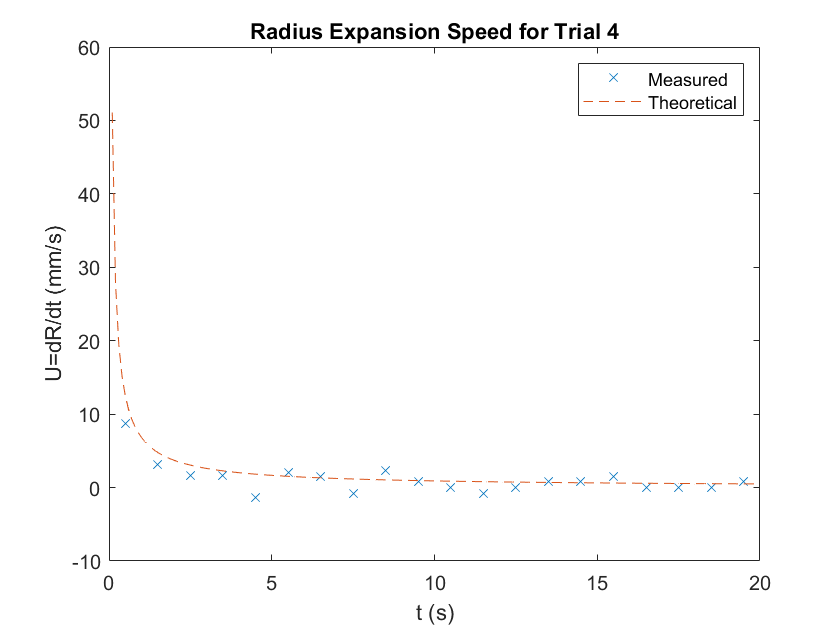 Radius Expansion Speed for Trial 4
Measured
Theoretical
60
50
40
30
20
10
0
-10
U=dR/dt (mm/s)
0 5 10 15 20
t (s)